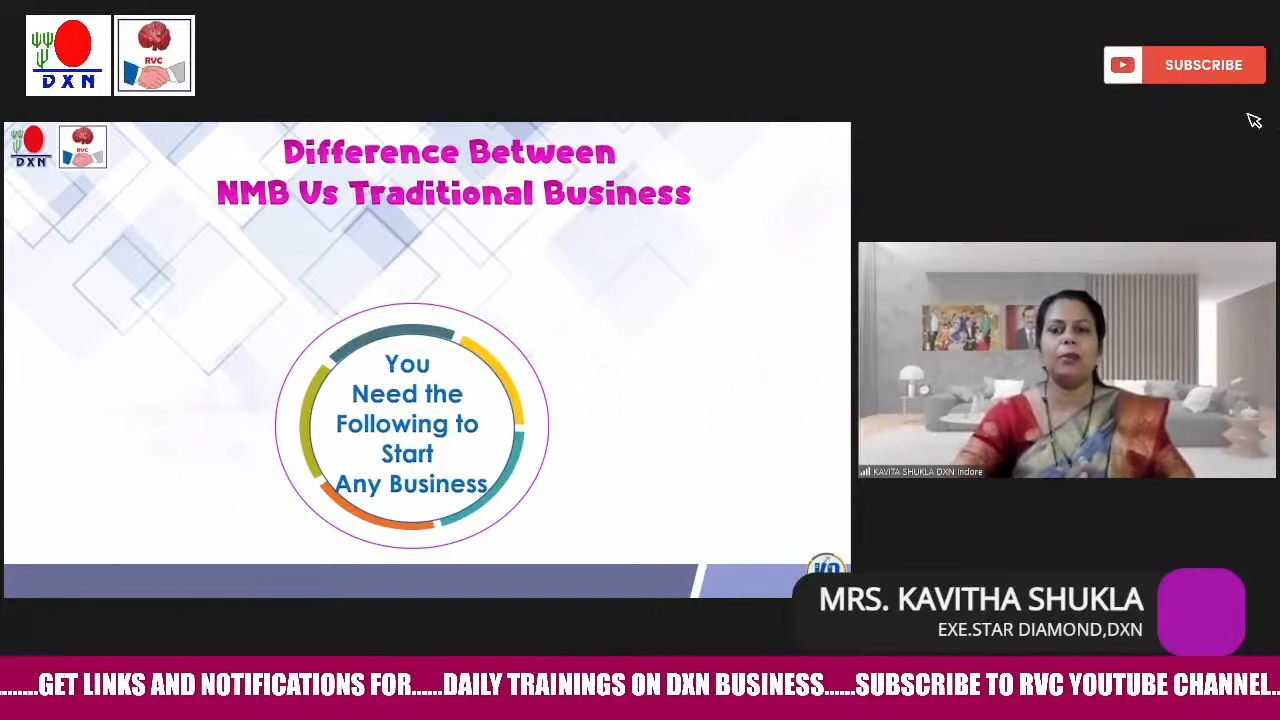 DXN
RVC
SUBSCRIBE
DXN
RVC
Difference Between
NMB Vs Traditional Business
You
Need the
Following to
Start
Any Business
KAVITA SHUKLA DXN Indore
MRS. KAVITHA SHUKLA
EXE.STAR DIAMOND,DXN
........GET LINKS AND NOTIFICATIONS FOR......DAILY TRAININGS ON DXN BUSINESS......SUBSCRIBE TO RVC YOUTUBE CHANNEL..